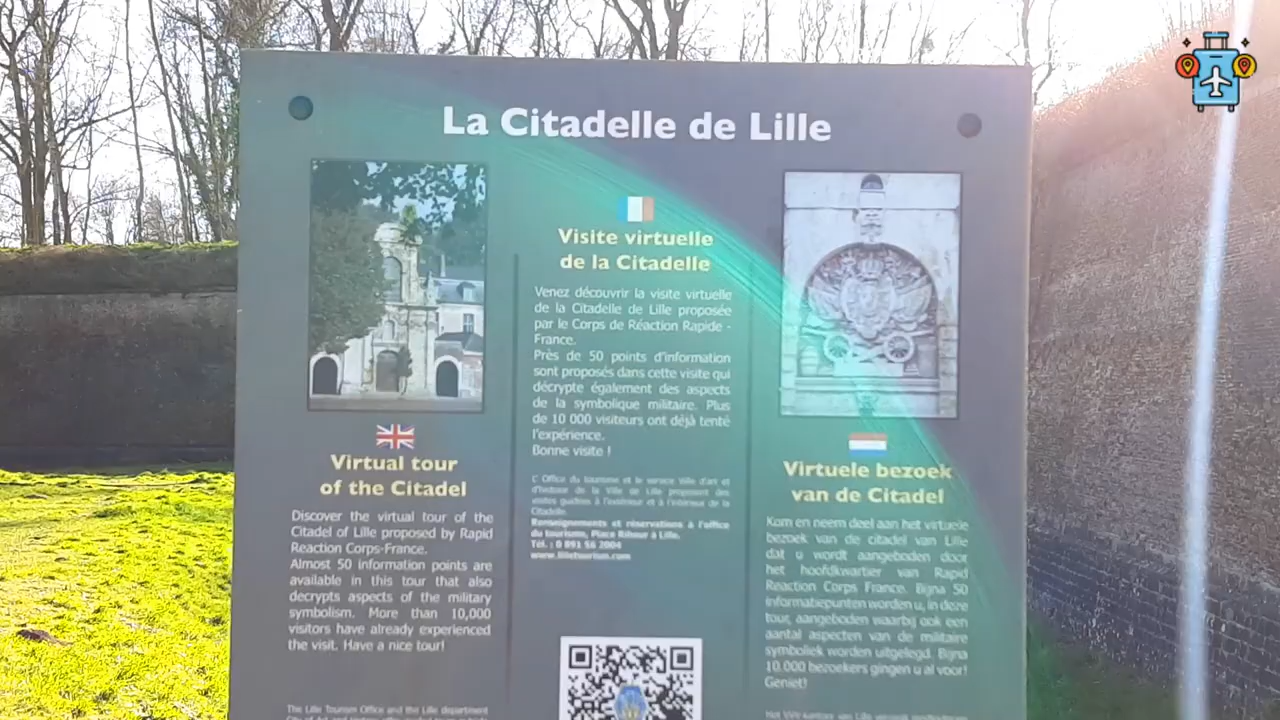 La Citadelle de Lille
Virtual tour
of the Citadel
Discover the virtual tour of the
Citadel of Lille proposed by Rapid
Reaction Corps-France.
Almost 50 information points are
available in this tour that also
decrypts aspects of the military
symbolism. More than 10,000
visitors have already experienced
the visit. Have a nice tour!
The Lille Tourism Office and the Lille department
Visite virtuelle
de la Citadelle
Venez découvrir la visite virtuelle
de la Citadelle de Lille proposée
par le Corps de Réaction Rapide -
France.
Près de 50 points d'information
sont proposés dans cette visite qui
décrypte également des aspects
de la symbolique militaire. Plus
de 10 000 visiteurs ont déjà tenté
l'expérience.
Bonne visite !
L' Office du tourisme et le service Ville d'art et
d'histoire de la Ville de Lille proposent des
visites guidées à l'extérieur et à l'intérieur de la
Citadelle.
Renseignements et réservations à l'office
du tourisme, Place Rihour à Lille.
Tél. : 0 891 56 2004
www.lilletourism.com
Virtuele bezoek
van de Citadel
Kom en neem deel aan het virtuele
bezoek van de citadel van Lille
dat u wordt aangeboden door
het hoofdkwartier van Rapid
Reaction Corps France. Bijna 50
informatiepunten worden u, in deze
tour, aangeboden waarbij ook een
aantal aspecten van de militaire
symboliek worden uitgelegd. Bijna
10.000 bezoekers gingen u al voor!
Geniet!